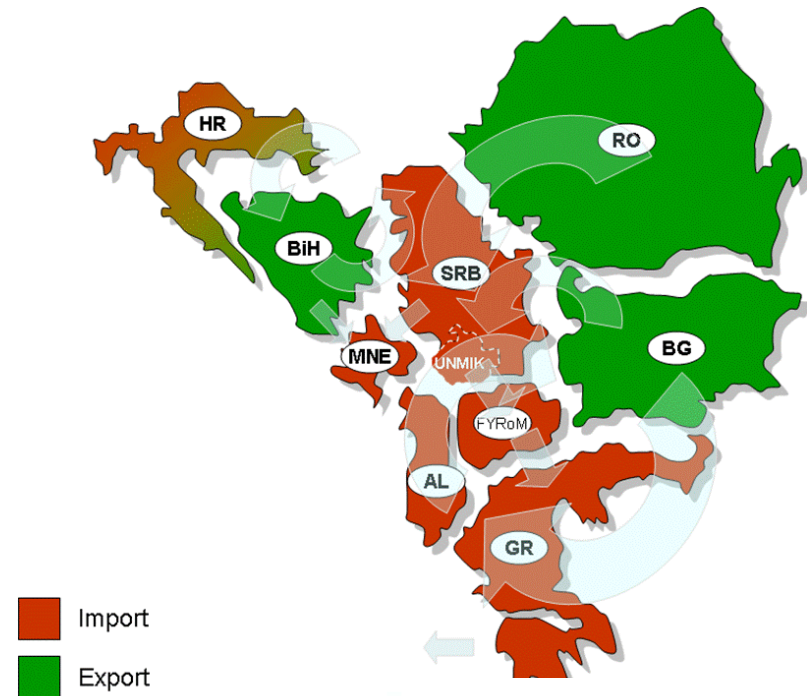 HR
RO
BiH
SRB
MNE
UNMIK
BG
FYRoM
AL
GR
Import
Export